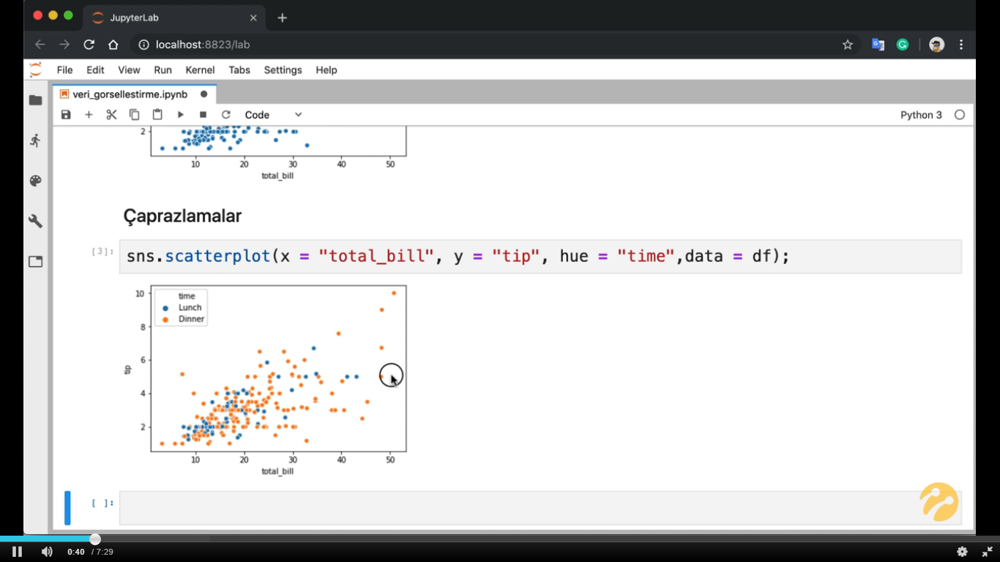 JupyterLab
localhost:8823/lab
File Edit View Run Kernel Tabs Settings Help
veri_gorsellestirme.ipynb
Code
Python 3
2
10 20 30 40 50
total_bill
Çaprazlamalar
[3]: sns.scatterplot(x = "total_bill", y = "tip", hue = "time",data = df);
10
time
Lunch
Dinner
8
6
tip
4
2
10 20 30 40 50
total_bill
[ ]:
0:40 / 7:29